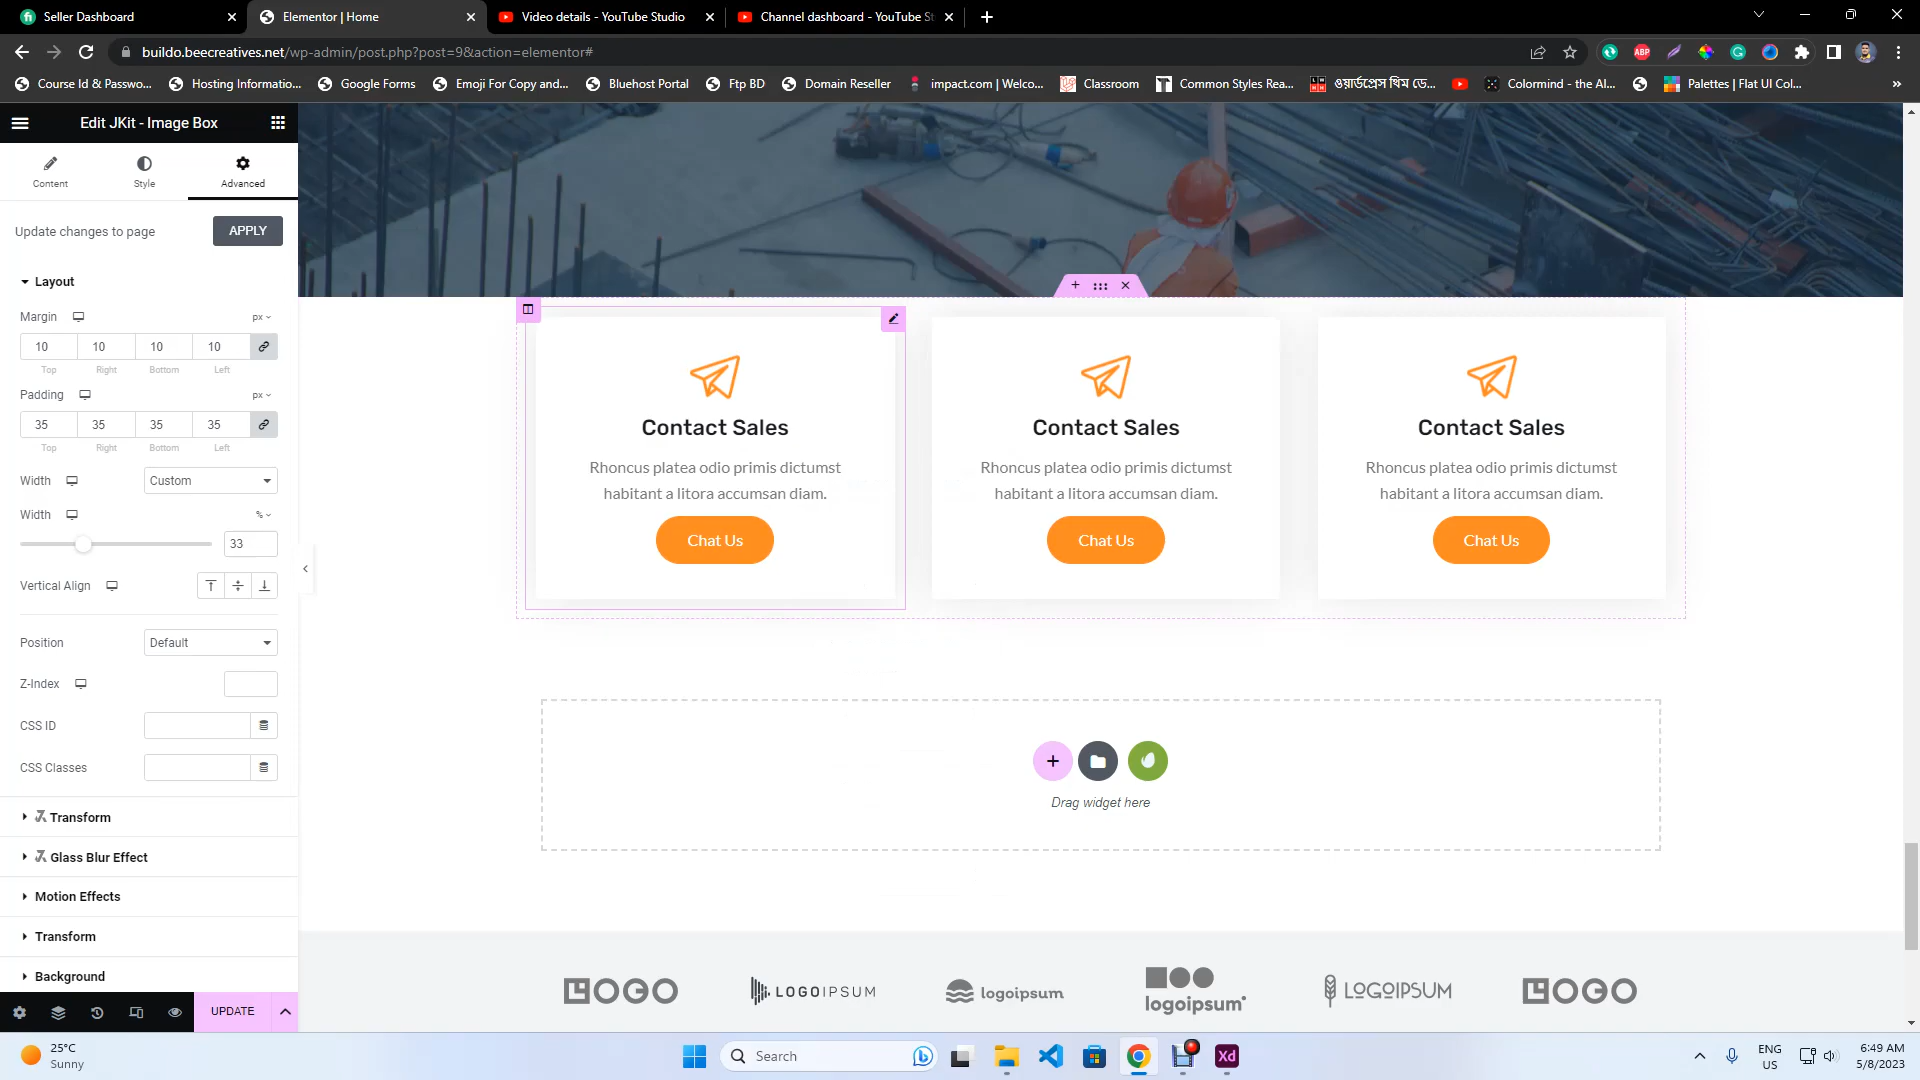 Seller Dashboard
Elementor | Home
Video details - YouTube Studio
Channel dashboard - YouTube St
buildo.beecreatives.net/wp-admin/post.php?post=9&action=elementor#
ABP
Course Id & Passwo...
Hosting Informatio...
Google Forms
Emoji For Copy and...
Bluehost Portal
Ftp BD
Domain Reseller
impact.com | Welco...
Classroom
Common Styles Rea...
ওয়ার্ডপ্রেস থিম ডে...
Colormind - the AI...
Palettes | Flat UI Col...
Edit JKit - Image Box
Content
Style
Advanced
Update changes to page
APPLY
Layout
Margin
px
10 10 10 10
Top Right Bottom Left
Padding
px
35 35 35 35
Top Right Bottom Left
Width
Custom
Width
%
33
Vertical Align
Position
Default
Z-Index
CSS ID
CSS Classes
Transform
Glass Blur Effect
Motion Effects
Transform
Background
UPDATE
Contact Sales
Rhoncus platea odio primis dictumst
habitant a litora accumsan diam.
Chat Us
Contact Sales
Rhoncus platea odio primis dictumst
habitant a litora accumsan diam.
Chat Us
Contact Sales
Rhoncus platea odio primis dictumst
habitant a litora accumsan diam.
Chat Us
Drag widget here
LOGO
LOGOIPSUM
logoipsum
logoipsum
LOGOIPSUM
LOGO
25°C
Sunny
Search
Xd
ENG
US
6:49 AM
5/8/2023